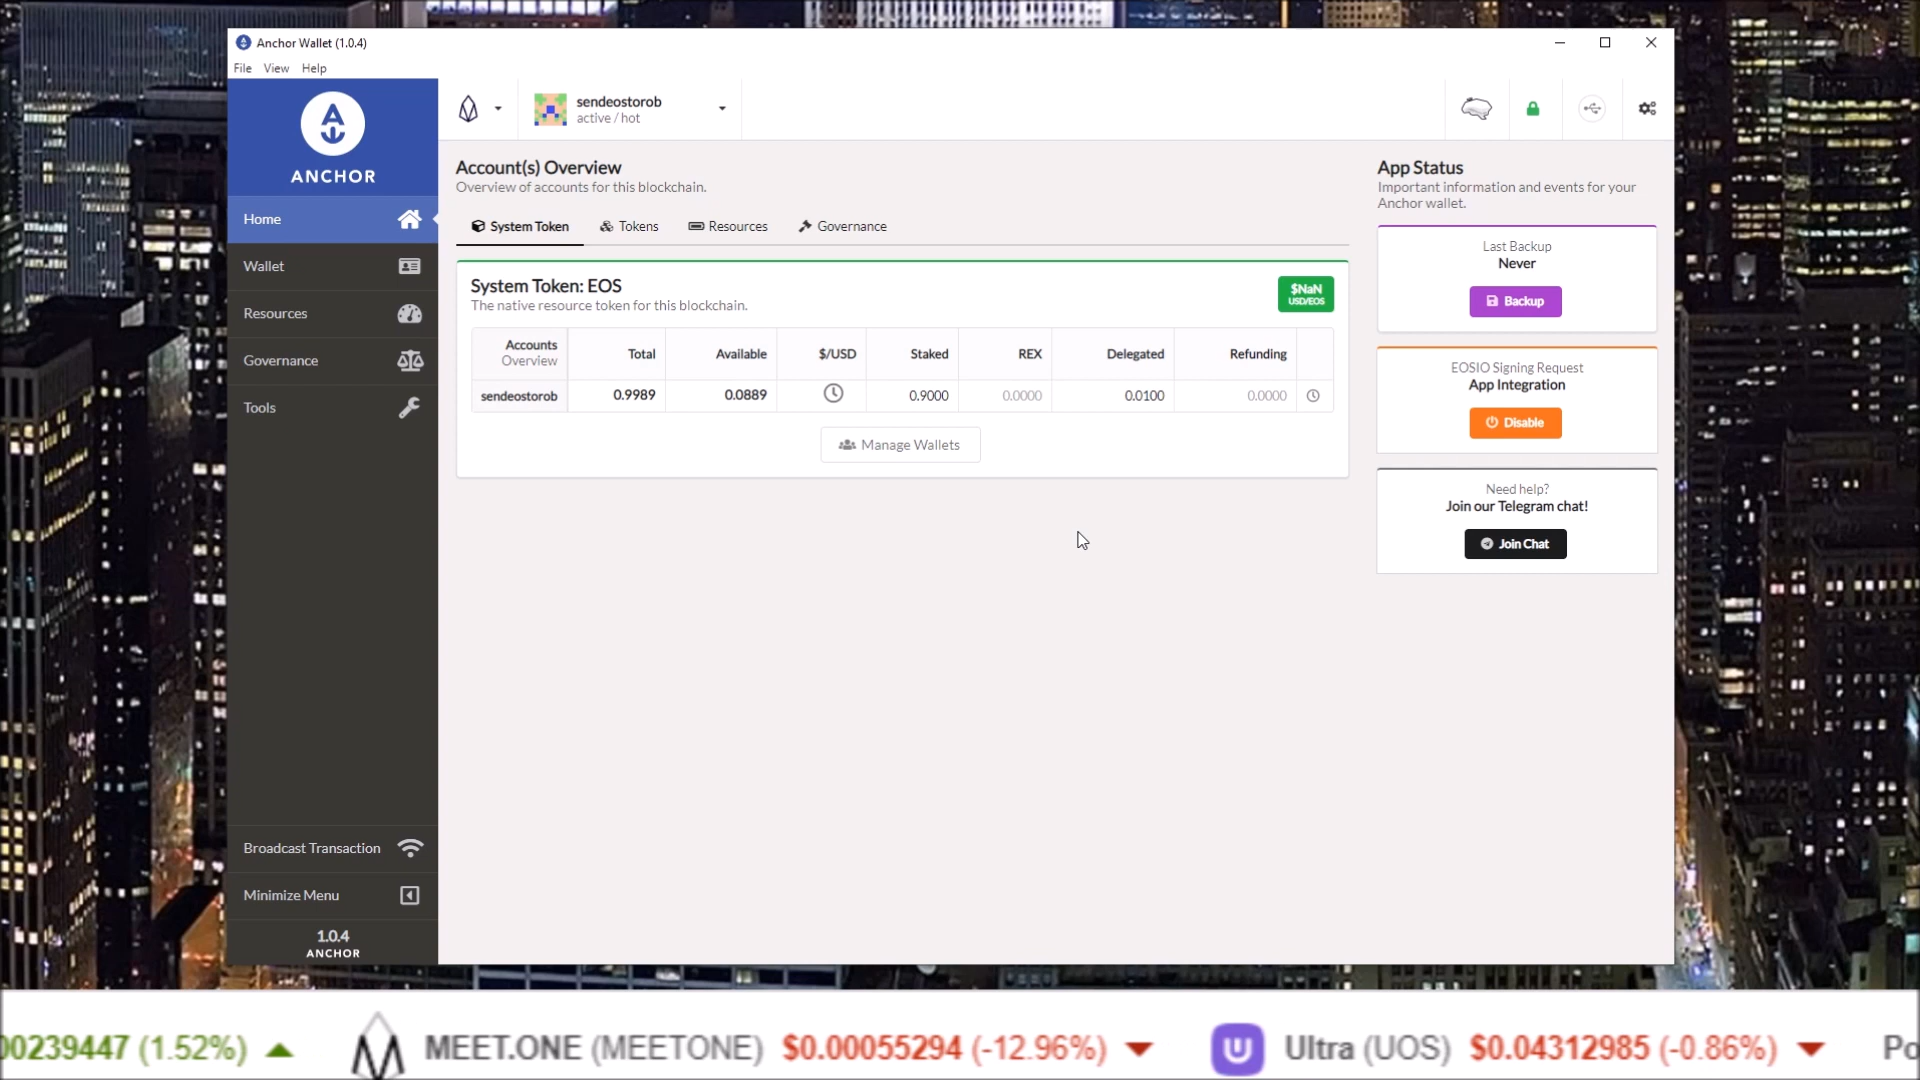 Anchor Wallet (1.0.4)
File View Help
ANCHOR
sendeostorob
active / hot
Home
Wallet
Resources
Governance
Tools
Broadcast Transaction
Minimize Menu
1.0.4
ANCHOR
Account(s) Overview
Overview of accounts for this blockchain.
System Token Tokens Resources Governance
System Token: EOS
The native resource token for this blockchain.
$NaN
USD/EOS
Accounts
Overview
Total Available $/USD Staked REX Delegated Refunding
sendeostorob 0.9989 0.0889 0.9000 0.0000 0.0100 0.0000
Manage Wallets
App Status
Important information and events for your
Anchor wallet.
Last Backup
Never
Backup
EOSIO Signing Request
App Integration
Disable
Need help?
Join our Telegram chat!
Join Chat
00239447 (1.52%) MEET.ONE (MEETONE) $0.00055294 (-12.96%) Ultra (UOS) $0.04312985 (-0.86%) Po